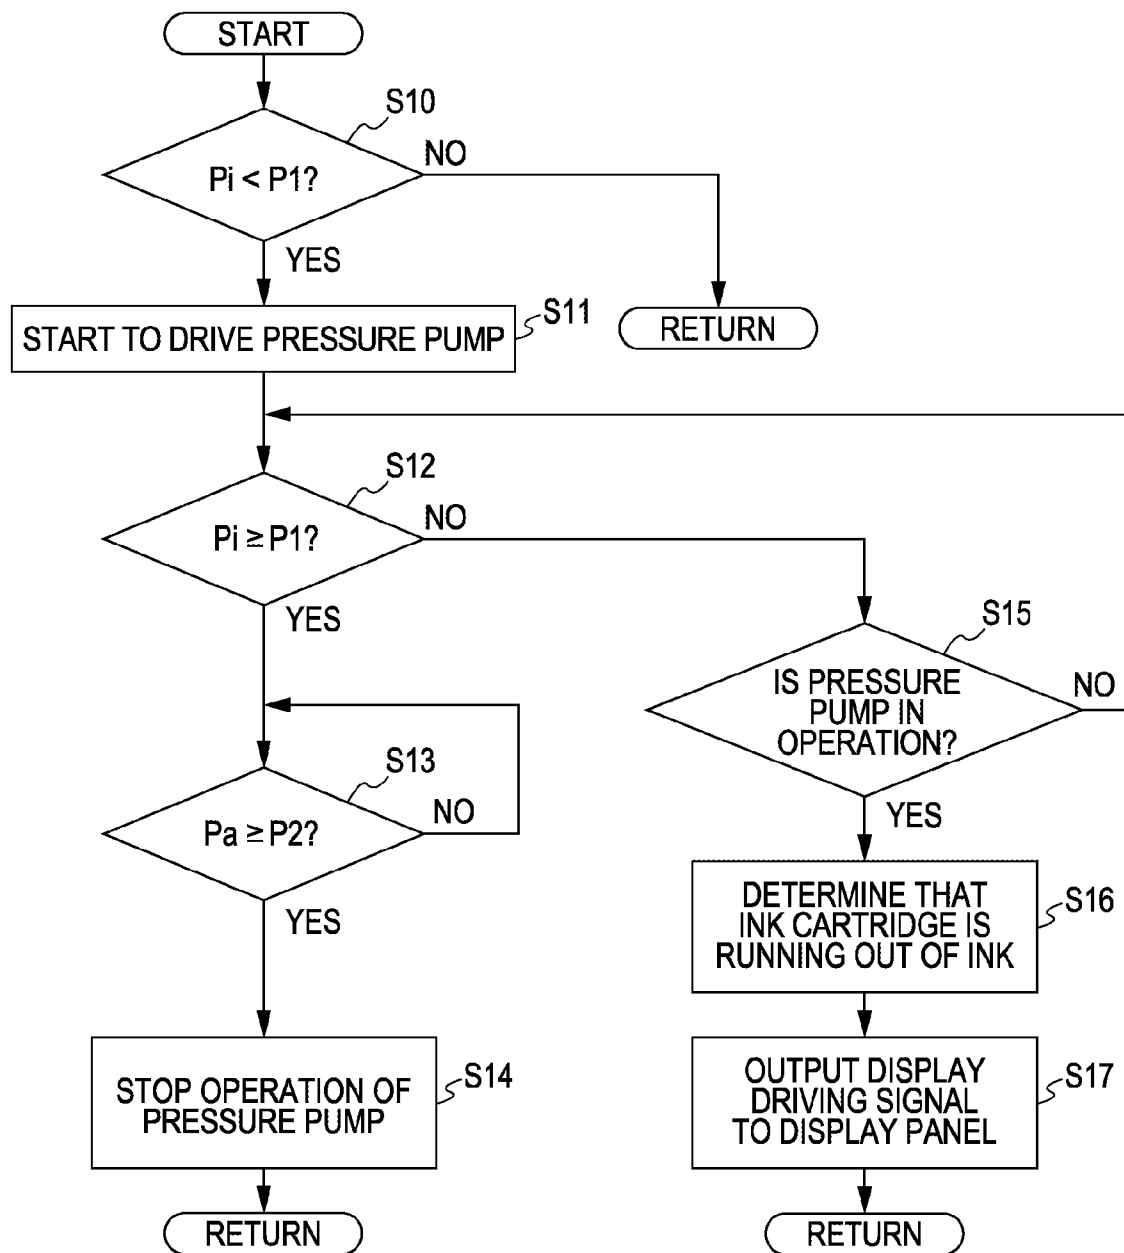 START
S10
Pi < P1?
NO
YES
START TO DRIVE PRESSURE PUMP
S11
RETURN
S12
Pi ≥ P1?
NO
YES
S15
IS PRESSURE
PUMP IN
OPERATION?
NO
YES
S13
Pa ≥ P2?
NO
YES
DETERMINE THAT
INK CARTRIDGE IS
RUNNING OUT OF INK
S16
STOP OPERATION OF
PRESSURE PUMP
S14
OUTPUT DISPLAY
DRIVING SIGNAL
TO DISPLAY PANEL
S17
RETURN
RETURN